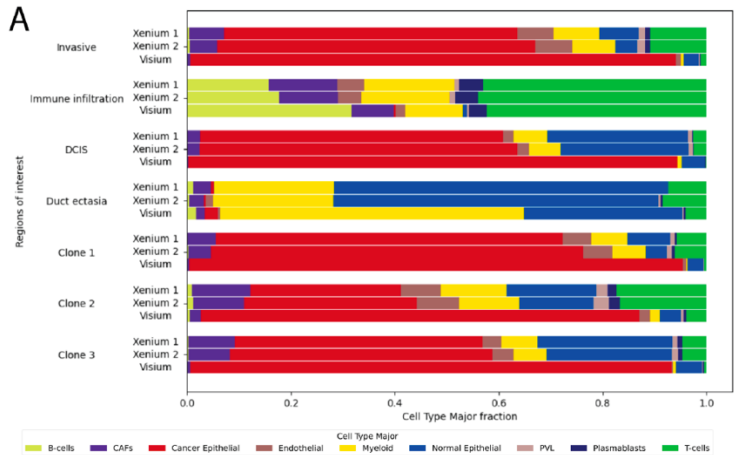 A
Regions of interest
Invasive
Xenium 1
Xenium 2
Visium
Immune infiltration
Xenium 1
Xenium 2
Visium
DCIS
Xenium 1
Xenium 2
Visium
Duct ectasia
Xenium 1
Xenium 2
Visium
Clone 1
Xenium 1
Xenium 2
Visium
Clone 2
Xenium 1
Xenium 2
Visium
Clone 3
Xenium 1
Xenium 2
Visium
0.0 0.2 0.4 0.6 0.8 1.0
Cell Type Major fraction
Cell Type Major
B-cells CAFs Cancer Epithelial Endothelial Myeloid Normal Epithelial PVL Plasmablasts T-cells